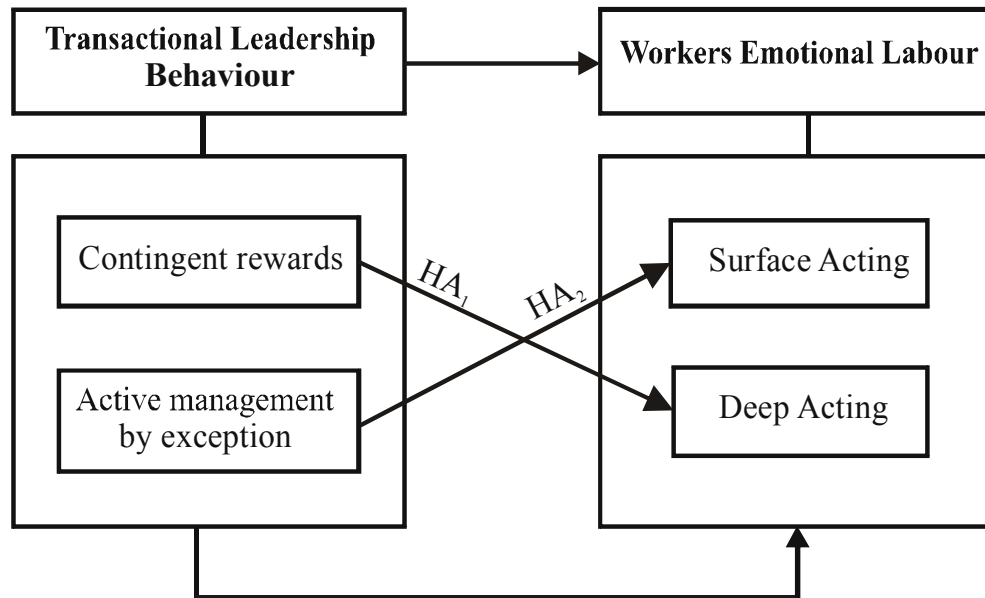 Transactional Leadership
Behaviour
Workers Emotional Labour
Contingent rewards
HA₁
HA₂
Surface Acting
Active management
by exception
Deep Acting